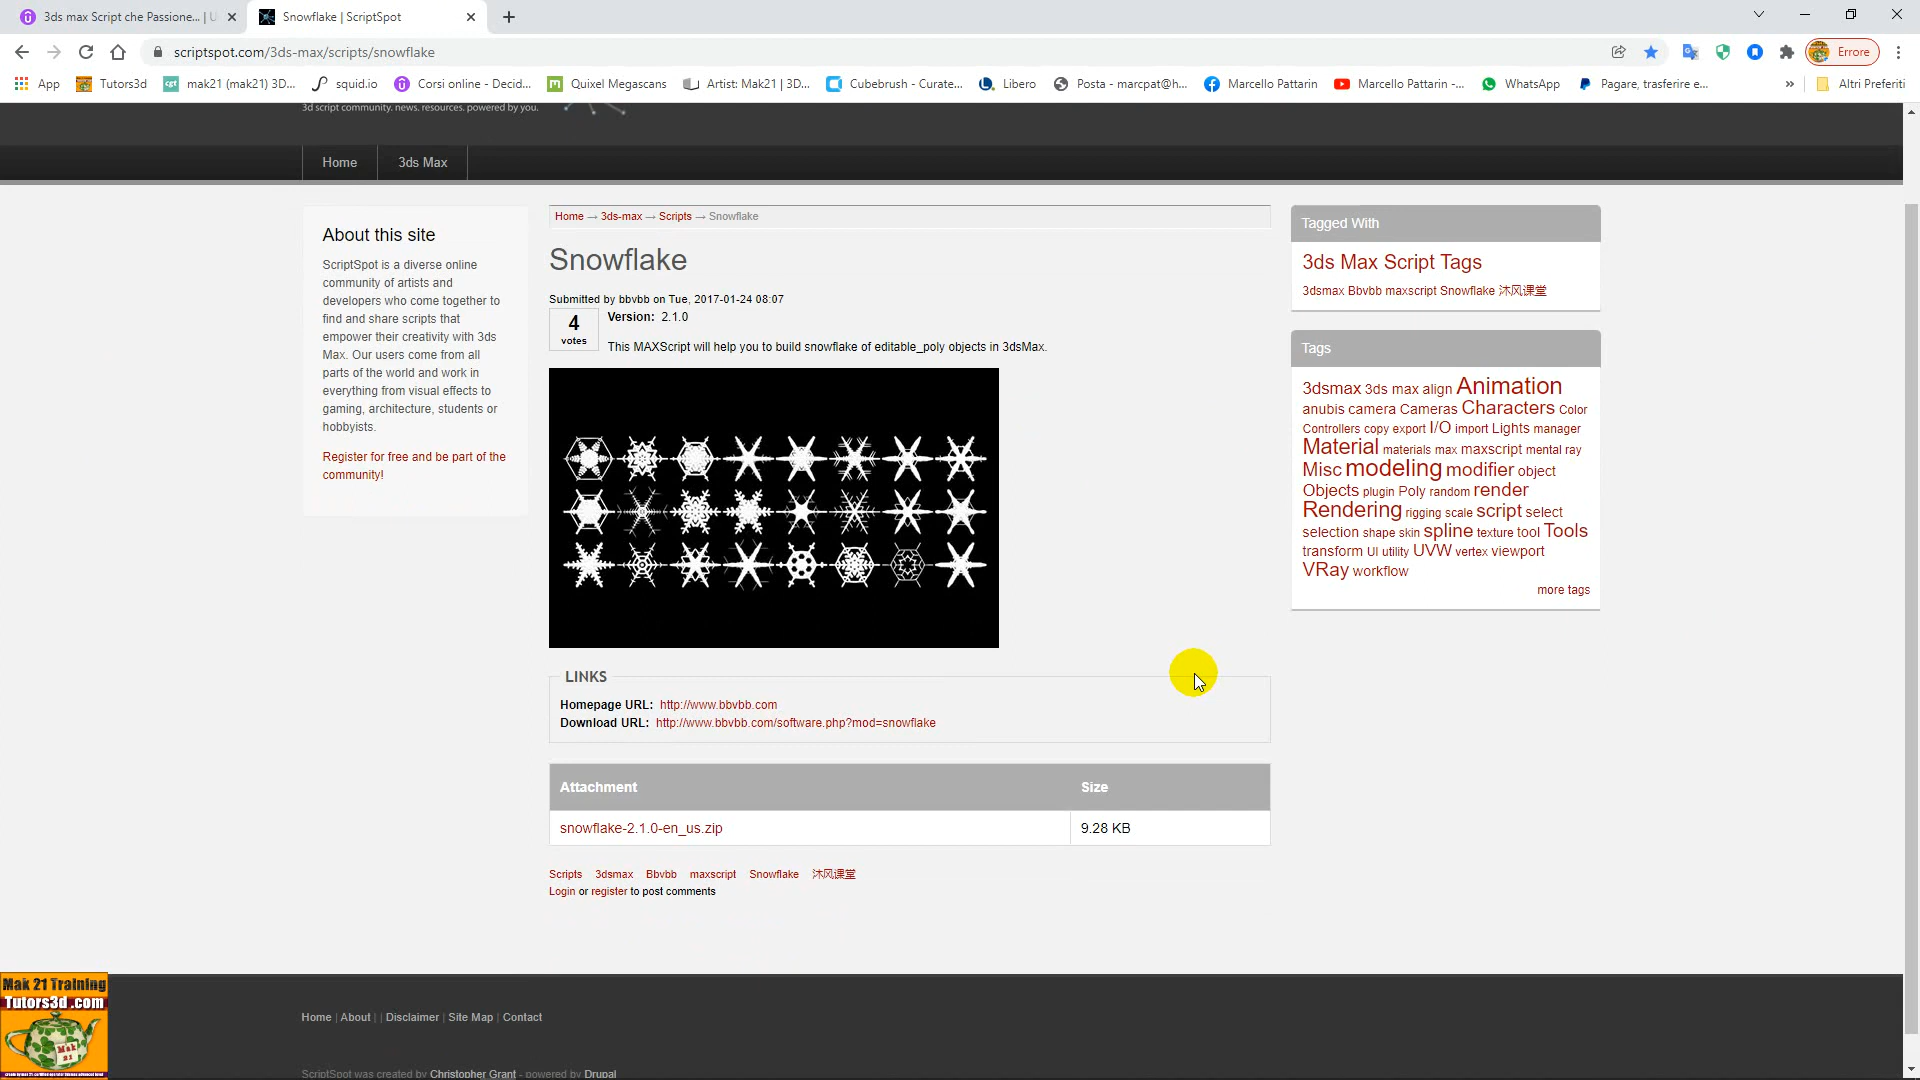 3ds max Script che Passione... | U
Snowflake | ScriptSpot
scriptspot.com/3ds-max/scripts/snowflake
Errore
App
Tutors3d
mak21 (mak21) 3D...
squid.io
Corsi online - Decid...
Quixel Megascans
Artist: Mak21 | 3D...
Cubebrush - Curate...
Libero
Posta - marcpat@h...
Marcello Pattarin
Marcello Pattarin -...
WhatsApp
Pagare, trasferire e...
»
Altri Preferiti
3d script community. news. resources. powered by you.
Home
3ds Max
About this site
ScriptSpot is a diverse online
community of artists and
developers who come together to
find and share scripts that
empower their creativity with 3ds
Max. Our users come from all
parts of the world and work in
everything from visual effects to
gaming, architecture, students or
hobbyists.
Register for free and be part of the
community!
Home → 3ds-max → Scripts → Snowflake
Snowflake
Submitted by bbvbb on Tue, 2017-01-24 08:07
4
votes
Version: 2.1.0
This MAXScript will help you to build snowflake of editable_poly objects in 3dsMax.
LINKS
Homepage URL: http://www.bbvbb.com
Download URL: http://www.bbvbb.com/software.php?mod=snowflake
Attachment Size
snowflake-2.1.0-en_us.zip 9.28 KB
Scripts 3dsmax Bbvbb maxscript Snowflake 沐风课堂
Login or register to post comments
Tagged With
3ds Max Script Tags
3dsmax Bbvbb maxscript Snowflake 沐风课堂
Tags
3dsmax 3ds max align Animation
anubis camera Cameras Characters Color
Controllers copy export I/O import Lights manager
Material materials max maxscript mental ray
Misc modeling modifier object
Objects plugin Poly random render
Rendering rigging scale script select
selection shape skin spline texture tool Tools
transform UI utility UVW vertex viewport
VRay workflow
more tags
Home | About | | Disclaimer | Site Map | Contact
ScriptSpot was created by Christopher Grant - powered by Drupal
Mak 21 Training
Tutors3d .com
Mak
21